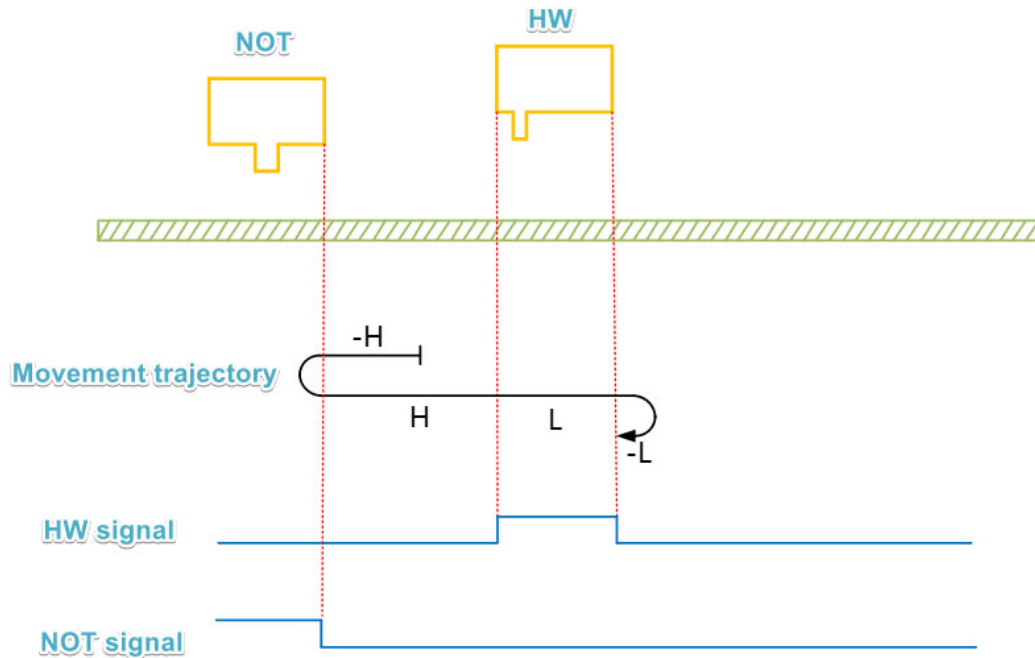 HW
NOT
-H
Movement trajectory
H
L
-L
HW signal
NOT signal